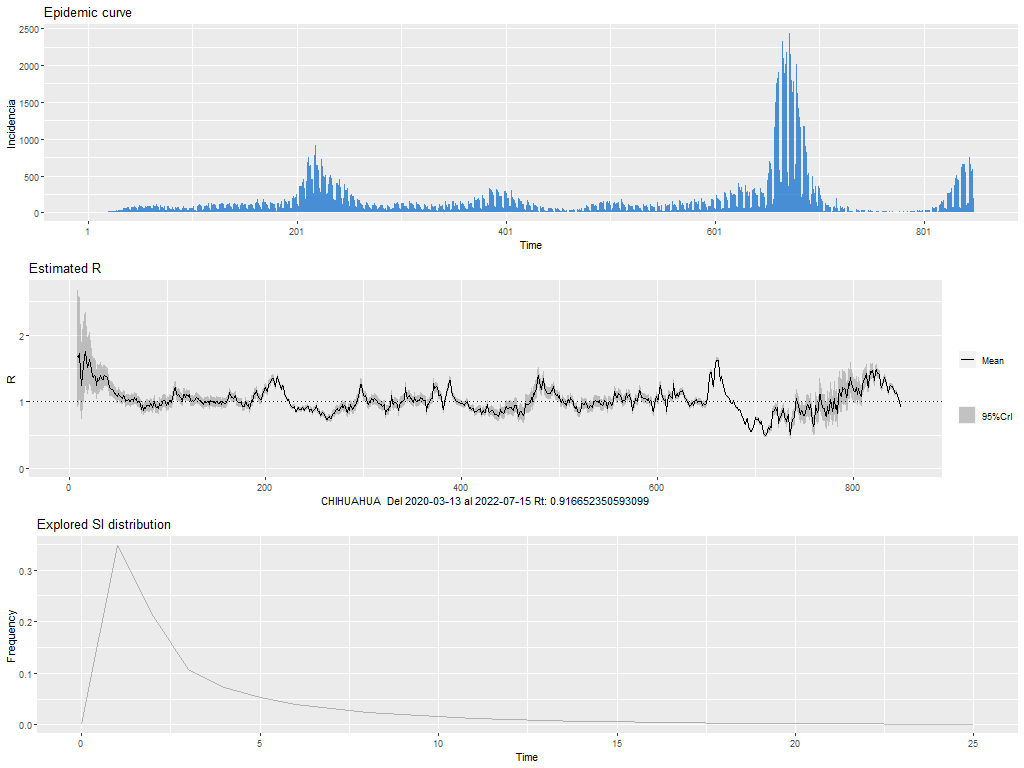 Epidemic curve
2500
2000
1500
1000
500
0
Incidencia
1 201 401 601 801
Time
Estimated R
2
1
0
R
0 200 400 600 800
CHIHUAHUA Del 2020-03-13 al 2022-07-15 Rt: 0.916652350593099
Mean
95%CrI
Explored SI distribution
0.3
0.2
0.1
0.0
Frequency
0 5 10 15 20 25
Time